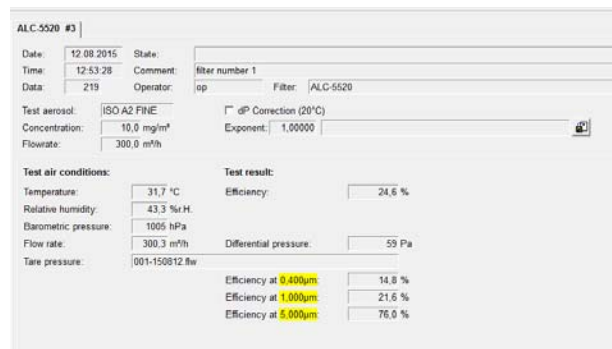 ALC-5520 #3
Date: 12.08.2015 State:
Time: 12:53:28 Comment: filter number 1
Data: 219 Operator: op Filter: ALC-5520
Test aerosol: ISO A2 FINE dP Correction (20°C)
Concentration: 10,0 mg/m³ Exponent: 1,00000
Flowrate: 300,0 m³/h
Test air conditions: Test result:
Temperature: 31,7 °C Efficiency: 24,6 %
Relative humidity: 43,3 %r.H.
Barometric pressure: 1005 hPa
Flow rate: 300,3 m³/h Differential pressure: 59 Pa
Tare pressure: 001-150812.flw
Efficiency at 0,400µm: 14,8 %
Efficiency at 1,000µm: 21,6 %
Efficiency at 5,000µm: 76,0 %